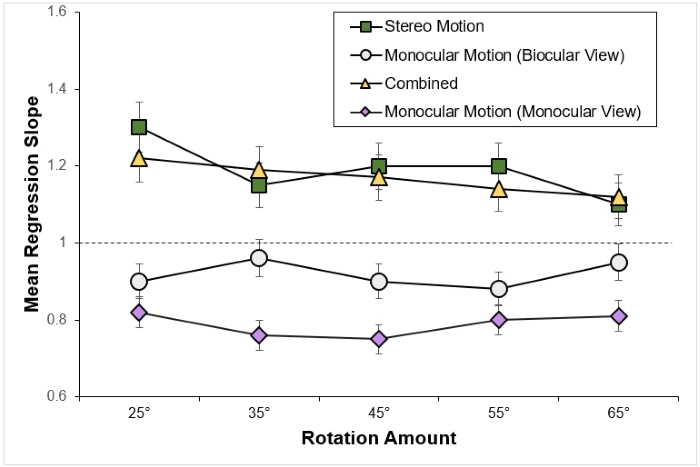 1.6
Stereo Motion
Monocular Motion (Biocular View)
Combined
Monocular Motion (Monocular View)
1.4
1.2
1
0.8
0.6
Mean Regression Slope
25° 35° 45° 55° 65°
Rotation Amount